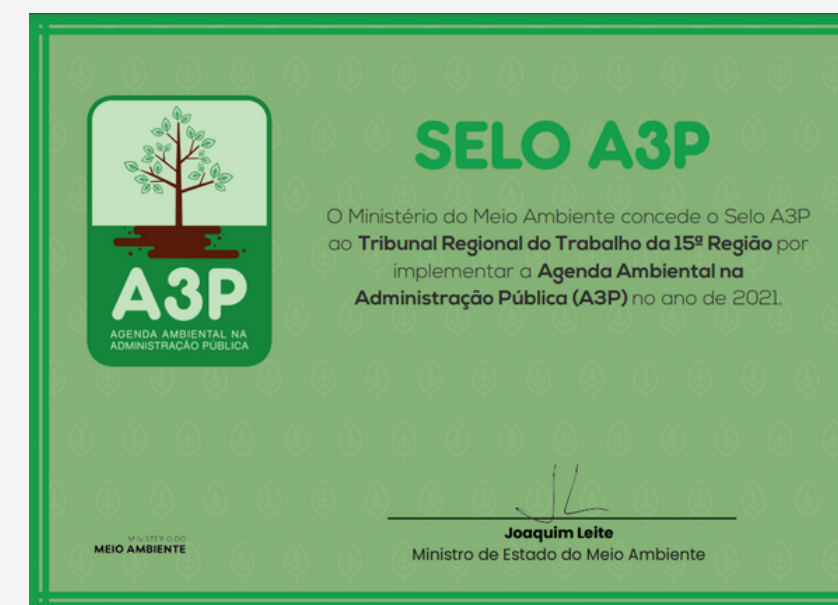 SELO A3P
O Ministério do Meio Ambiente concede o Selo A3P
ao Tribunal Regional do Trabalho da 15ª Região por
implementar a Agenda Ambiental na
Administração Pública (A3P) no ano de 2021.
A3P
AGENDA AMBIENTAL NA
ADMINISTRAÇÃO PÚBLICA
Joaquim Leite
Ministro de Estado do Meio Ambiente
MINISTÉRIO DO
MEIO AMBIENTE